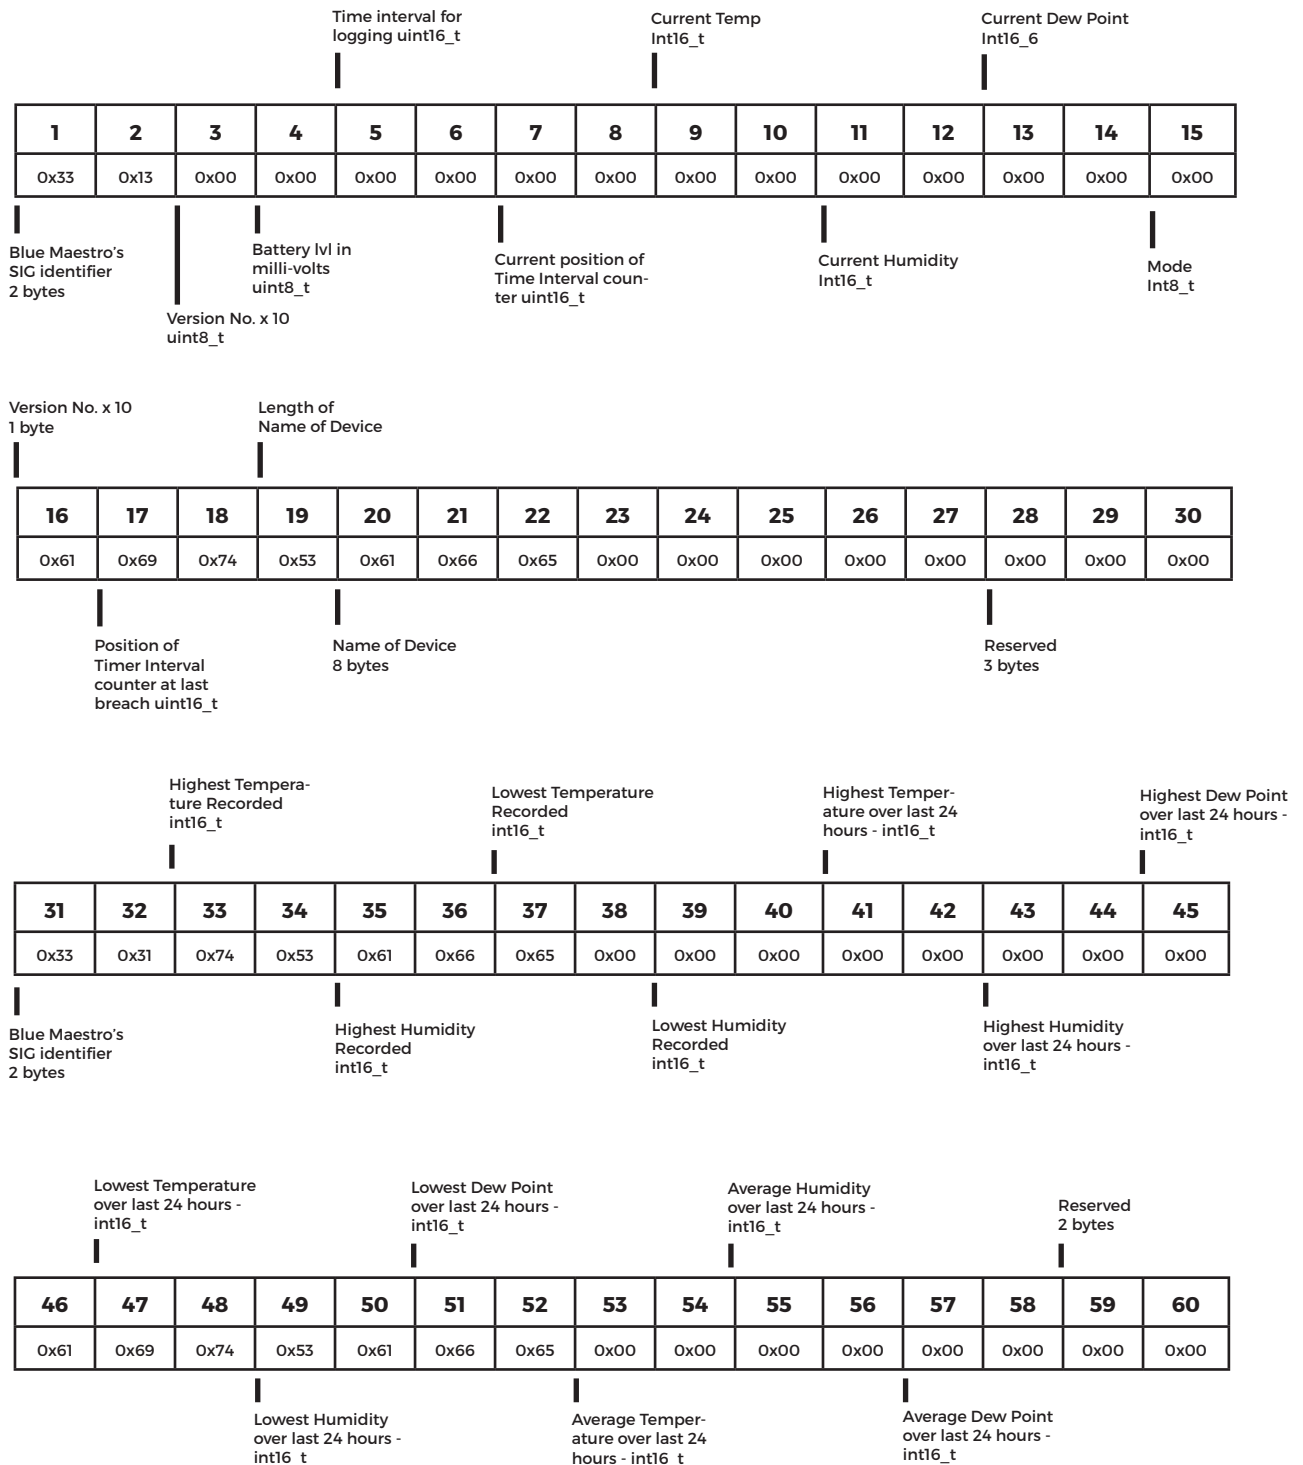 Time interval for
logging uint16_t
Current Temp
Int16_t
Current Dew Point
Int16_6
1 2 3 4 5 6 7 8 9 10 11 12 13 14 15
0x33 0x13 0x00 0x00 0x00 0x00 0x00 0x00 0x00 0x00 0x00 0x00 0x00 0x00 0x00
Blue Maestro's
SIG identifier
2 bytes
Version No. x 10
uint8_t
Battery lvl in
milli-volts
uint8_t
Current position of
Time Interval coun-
ter uint16_t
Current Humidity
Int16_t
Mode
Int8_t
Version No. x 10
1 byte
Length of
Name of Device
16 17 18 19 20 21 22 23 24 25 26 27 28 29 30
0x61 0x69 0x74 0x53 0x61 0x66 0x65 0x00 0x00 0x00 0x00 0x00 0x00 0x00 0x00
Position of
Timer Interval
counter at last
breach uint16_t
Name of Device
8 bytes
Reserved
3 bytes
Highest Tempera-
ture Recorded
int16_t
Lowest Temperature
Recorded
int16_t
Highest Temper-
ature over last 24
hours - int16_t
Highest Dew Point
over last 24 hours -
int16_t
31 32 33 34 35 36 37 38 39 40 41 42 43 44 45
0x33 0x31 0x74 0x53 0x61 0x66 0x65 0x00 0x00 0x00 0x00 0x00 0x00 0x00 0x00
Blue Maestro's
SIG identifier
2 bytes
Highest Humidity
Recorded
int16_t
Lowest Humidity
Recorded
int16_t
Highest Humidity
over last 24 hours -
int16_t
Lowest Temperature
over last 24 hours -
int16_t
Lowest Dew Point
over last 24 hours -
int16_t
Average Humidity
over last 24 hours -
int16_t
Reserved
2 bytes
46 47 48 49 50 51 52 53 54 55 56 57 58 59 60
0x61 0x69 0x74 0x53 0x61 0x66 0x65 0x00 0x00 0x00 0x00 0x00 0x00 0x00 0x00
Lowest Humidity
over last 24 hours -
int16_t
Average Temper-
ature over last 24
hours - int16_t
Average Dew Point
over last 24 hours -
int16_t